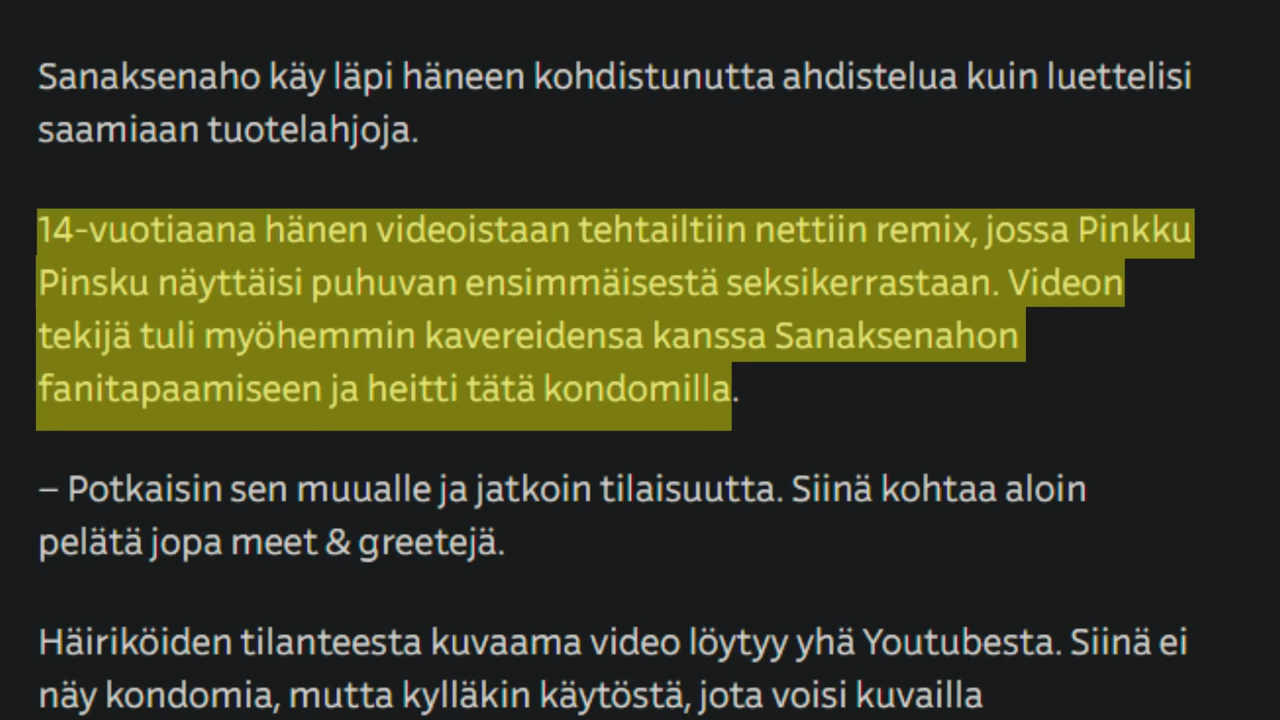 Sanaksenaho käy läpi häneen kohdistunutta ahdistelua kuin luettelisi
saamiaan tuotelahjoja.
14-vuotiaana hänen videoistaan tehtailtiin nettiin remix, jossa Pinkku
Pinsku näyttäisi puhuvan ensimmäisestä seksikerrastaan. Videon
tekijä tuli myöhemmin kavereidensa kanssa Sanaksenahon
fanitapaamiseen ja heitti tätä kondomilla.
– Potkaisin sen muualle ja jatkoin tilaisuutta. Siinä kohtaa aloin
pelätä jopa meet & greetejä.
Häiriköiden tilanteesta kuvaama video löytyy yhä Youtubesta. Siinä ei
näy kondomia, mutta kylläkin käytöstä, jota voisi kuvailla